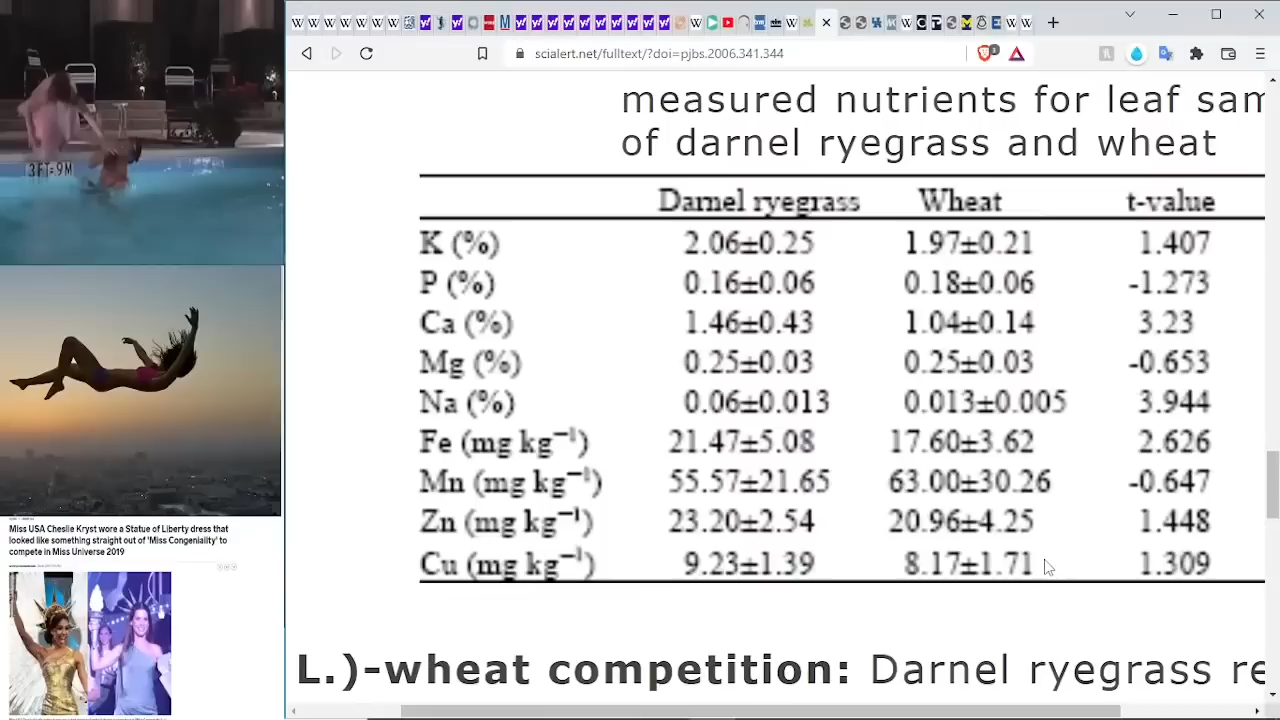 scialert.net/fulltext/?doi=pjbs.2006.341.344
3FT=9M
Miss USA Cheslie Kryst wore a Statue of Liberty dress that
looked like something straight out of 'Miss Congeniality' to
compete in Miss Universe 2019
measured nutrients for leaf sam
of darnel ryegrass and wheat
Darnel ryegrass Wheat t-value
K (%) 2.06±0.25 1.97±0.21 1.407
P (%) 0.16±0.06 0.18±0.06 -1.273
Ca (%) 1.46±0.43 1.04±0.14 3.23
Mg (%) 0.25±0.03 0.25±0.03 -0.653
Na (%) 0.06±0.013 0.013±0.005 3.944
Fe (mg kg⁻¹) 21.47±5.08 17.60±3.62 2.626
Mn (mg kg⁻¹) 55.57±21.65 63.00±30.26 -0.647
Zn (mg kg⁻¹) 23.20±2.54 20.96±4.25 1.448
Cu (mg kg⁻¹) 9.23±1.39 8.17±1.71 1.309
L.)-wheat competition: Darnel ryegrass re